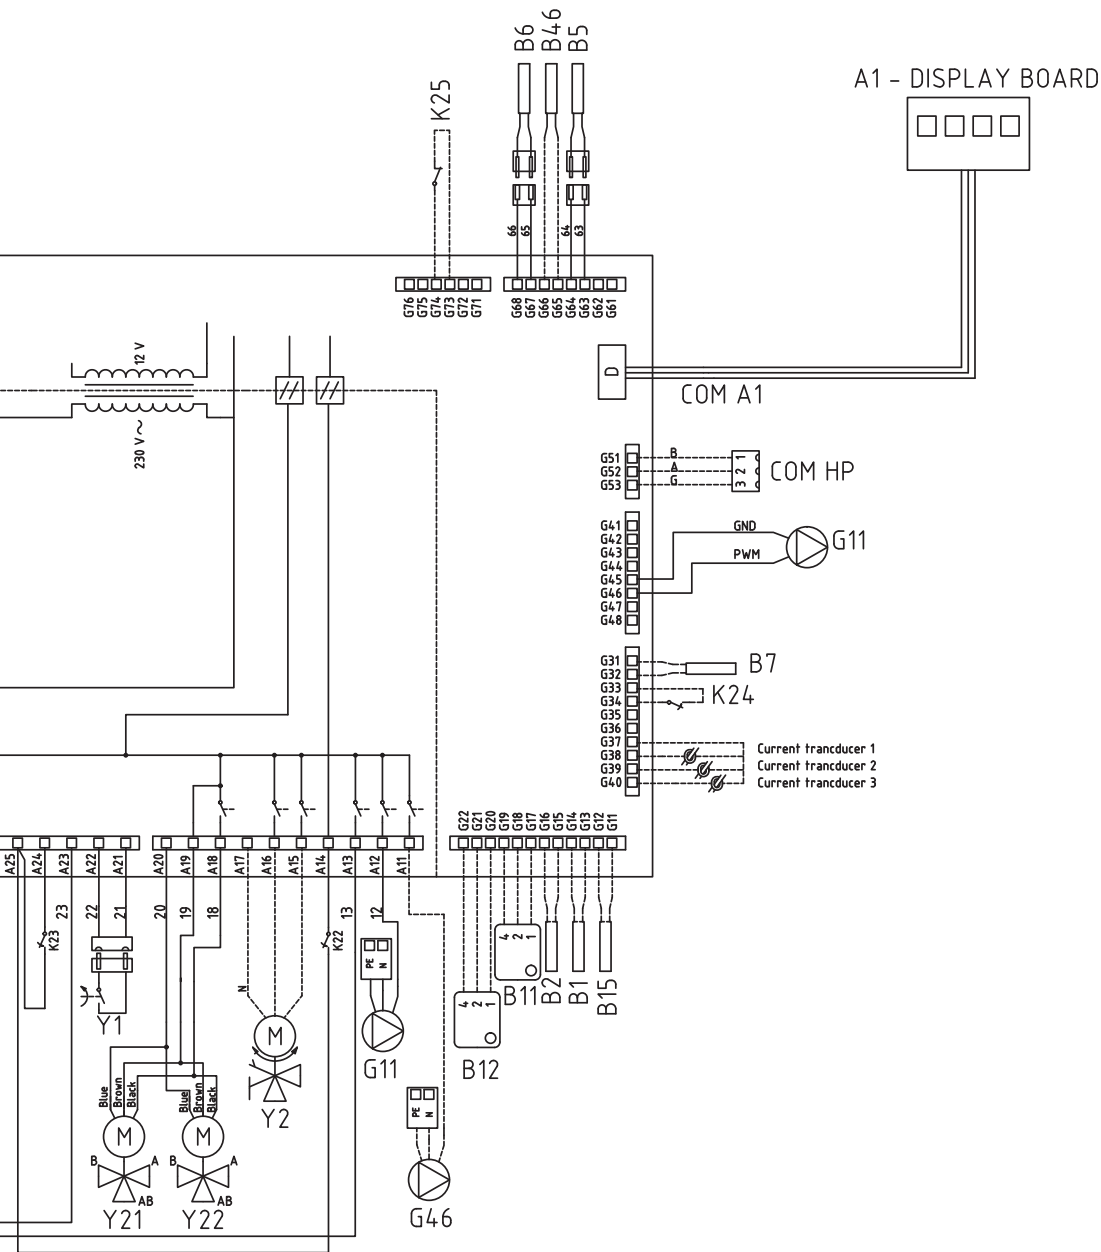 B6
B46
B5
A1 - DISPLAY BOARD
K25
66
65
64
63
G76
G75
G74
G73
G72
G71
G68
G67
G66
G65
G64
G63
G62
G61
12 V
230 V ~
D
COM A1
G51
G52
G53
B
A
G
1
2
3
COM HP
G41
G42
G43
G44
G45
G46
G47
G48
GND
PWM
G11
G31
G32
G33
G34
G35
G36
G37
G38
G39
G40
B7
K24
Current trancducer 1
Current trancducer 2
Current trancducer 3
G22
G21
G20
G19
G18
G17
G16
G15
G14
G13
G12
G11
A25
A24
A23
A22
A21
A20
A19
A18
A17
A16
A15
A14
A13
A12
A11
23
22
21
20
19
18
13
12
K23
K22
PE
N
N
4
2
1
B11
B2
B1
B15
4
2
1
B12
Y1
M
Y2
G11
Blue
Brown
Black
Blue
Brown
Black
M
M
B
A
AB
B
A
AB
Y21
Y22
PE
N
G46